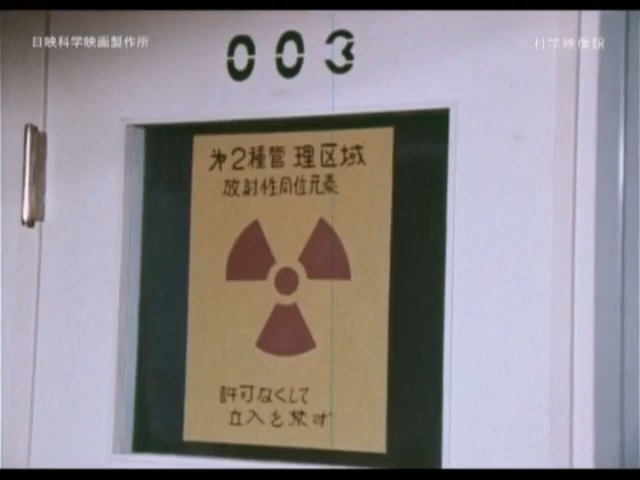 日映科学映画製作所
科学映像館
003
第2種管理区域
放射性同位元素
許可なくして
立入を禁ず